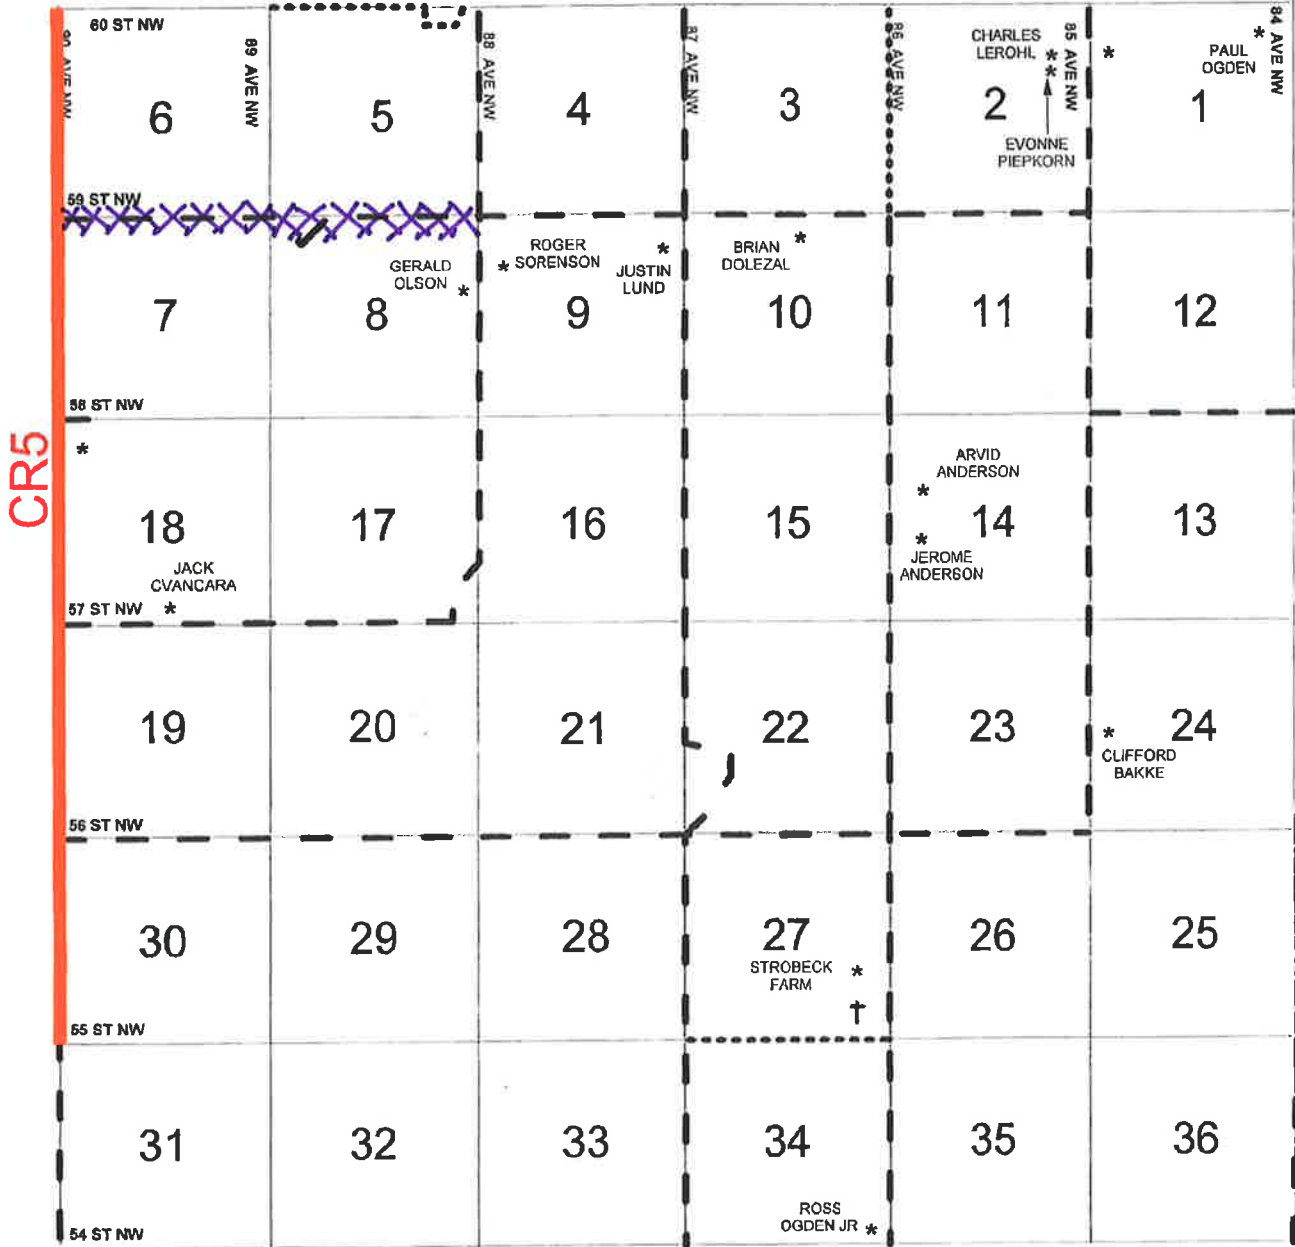 60 ST NW
89 AVE NW
88 AVE NW
87 AVE NW
86 AVE NW
85 AVE NW
84 AVE NW
CHARLES
LEROHL
PAUL
OGDEN
6
5
4
3
2
1
EVONNE
PIEPKORN
59 ST NW
GERALD
OLSON
ROGER
SORENSON
JUSTIN
LUND
BRIAN
DOLEZAL
7
8
9
10
11
12
58 ST NW
CR5
ARVID
ANDERSON
18
17
16
15
14
13
JACK
CVANCARA
JEROME
ANDERSON
57 ST NW
19
20
21
22
23
24
CLIFFORD
BAKKE
56 ST NW
30
29
28
27
26
25
STROBECK
FARM
55 ST NW
31
32
33
34
35
36
ROSS
OGDEN JR
54 ST NW